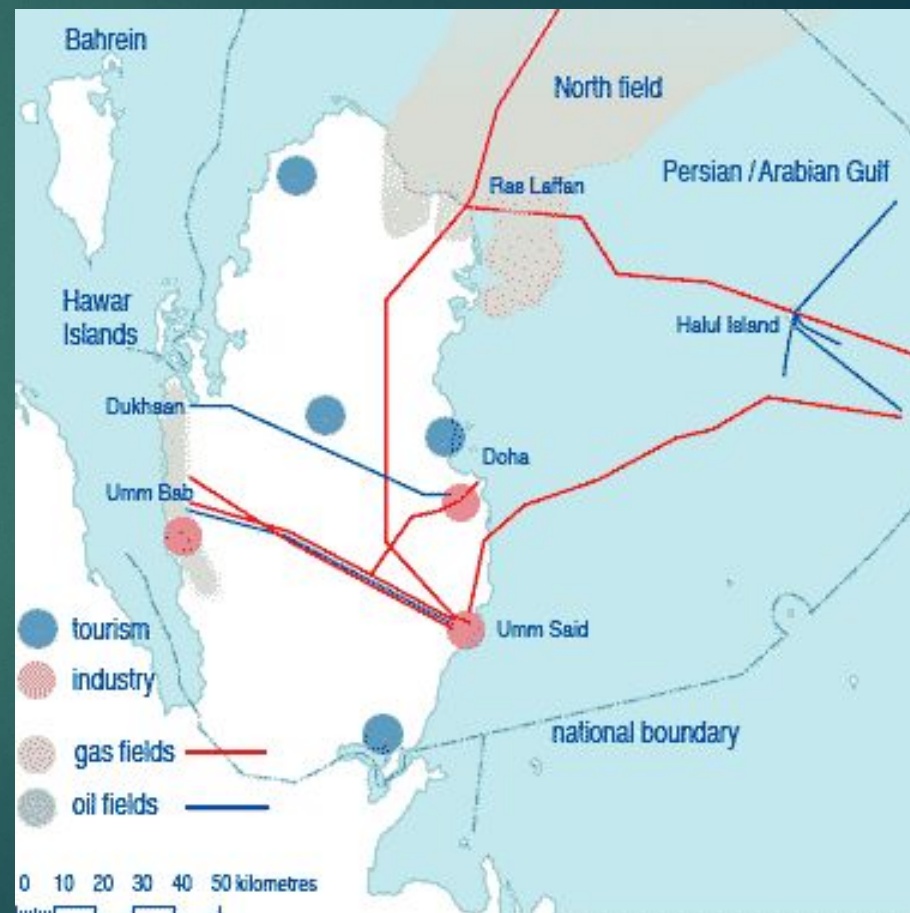 Bahrein
North field
Ras Laffan
Persian / Arabian Gulf
Hawar
Islands
Halul Island
Dukhaan
Doha
Umm Bab
Umm Said
tourism
industry
national boundary
gas fields
oil fields
0 10 20 30 40 50 kilometres